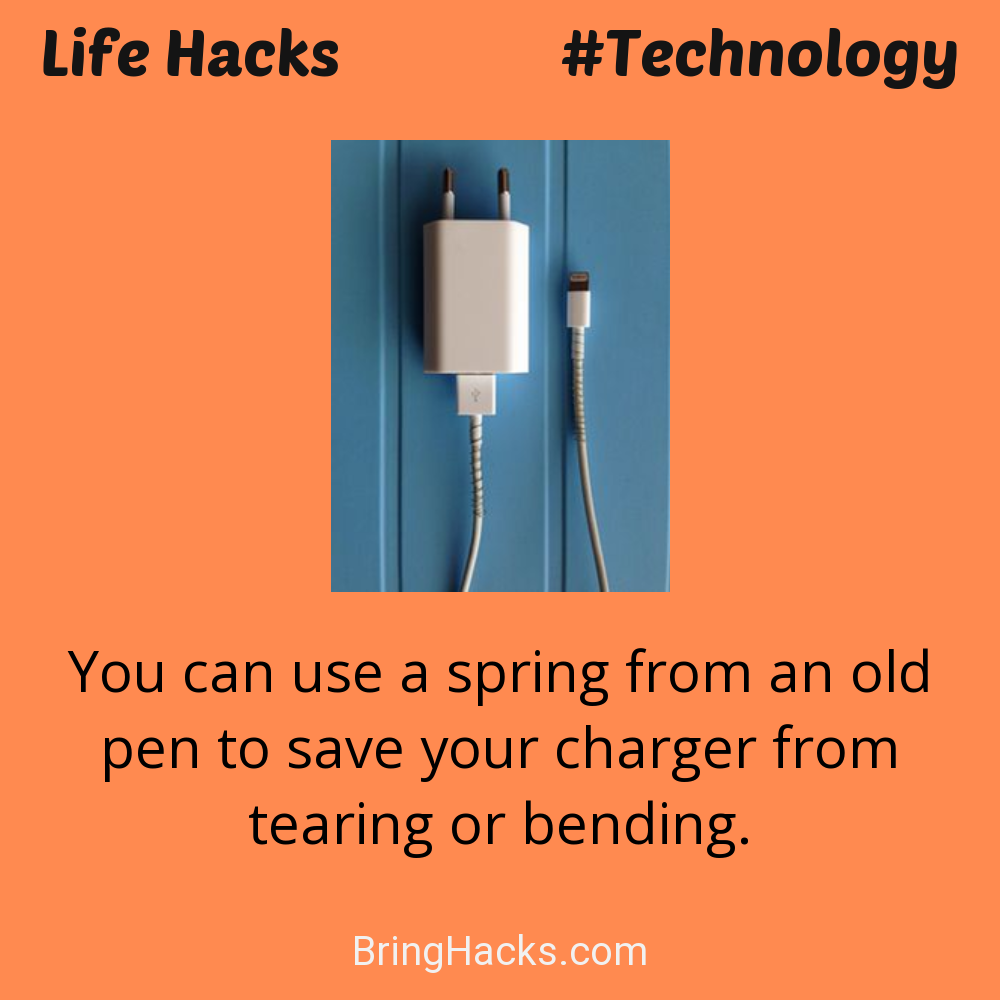 Life Hacks #Technology
You can use a spring from an old
pen to save your charger from
tearing or bending.
BringHacks.com